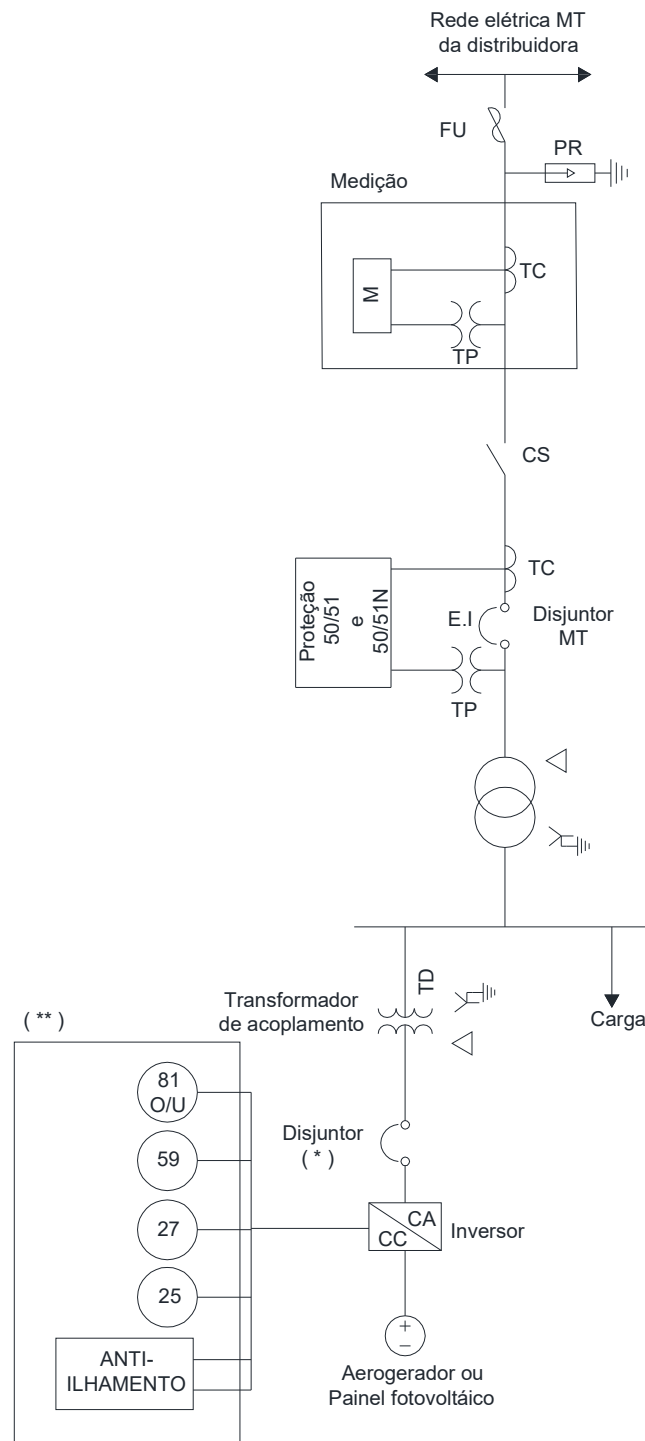 Rede elétrica MT
da distribuidora
FU
PR
Medição
TC
M
TP
CS
TC
Proteção
50/51
e
50/51N
E.I
Disjuntor
MT
TP
TD
Transformador
de acoplamento
Carga
( ** )
81
O/U
Disjuntor
( * )
59
27
CA
CC
Inversor
25
+
−
ANTI-
ILHAMENTO
Aerogerador ou
Painel fotovoltáico